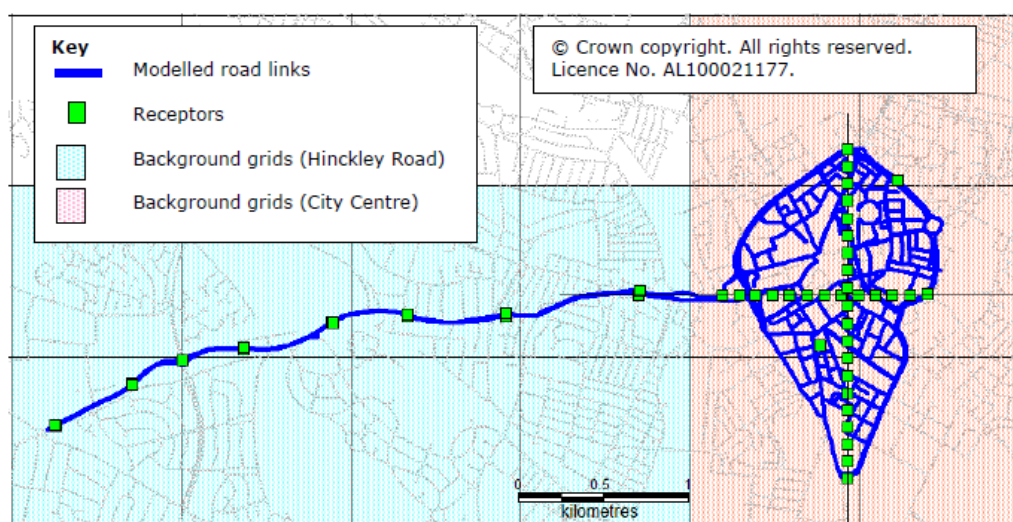 Key
Modelled road links
Receptors
Background grids (Hinckley Road)
Background grids (City Centre)
© Crown copyright. All rights reserved.
Licence No. AL100021177.
0 0.5 1
kilometres